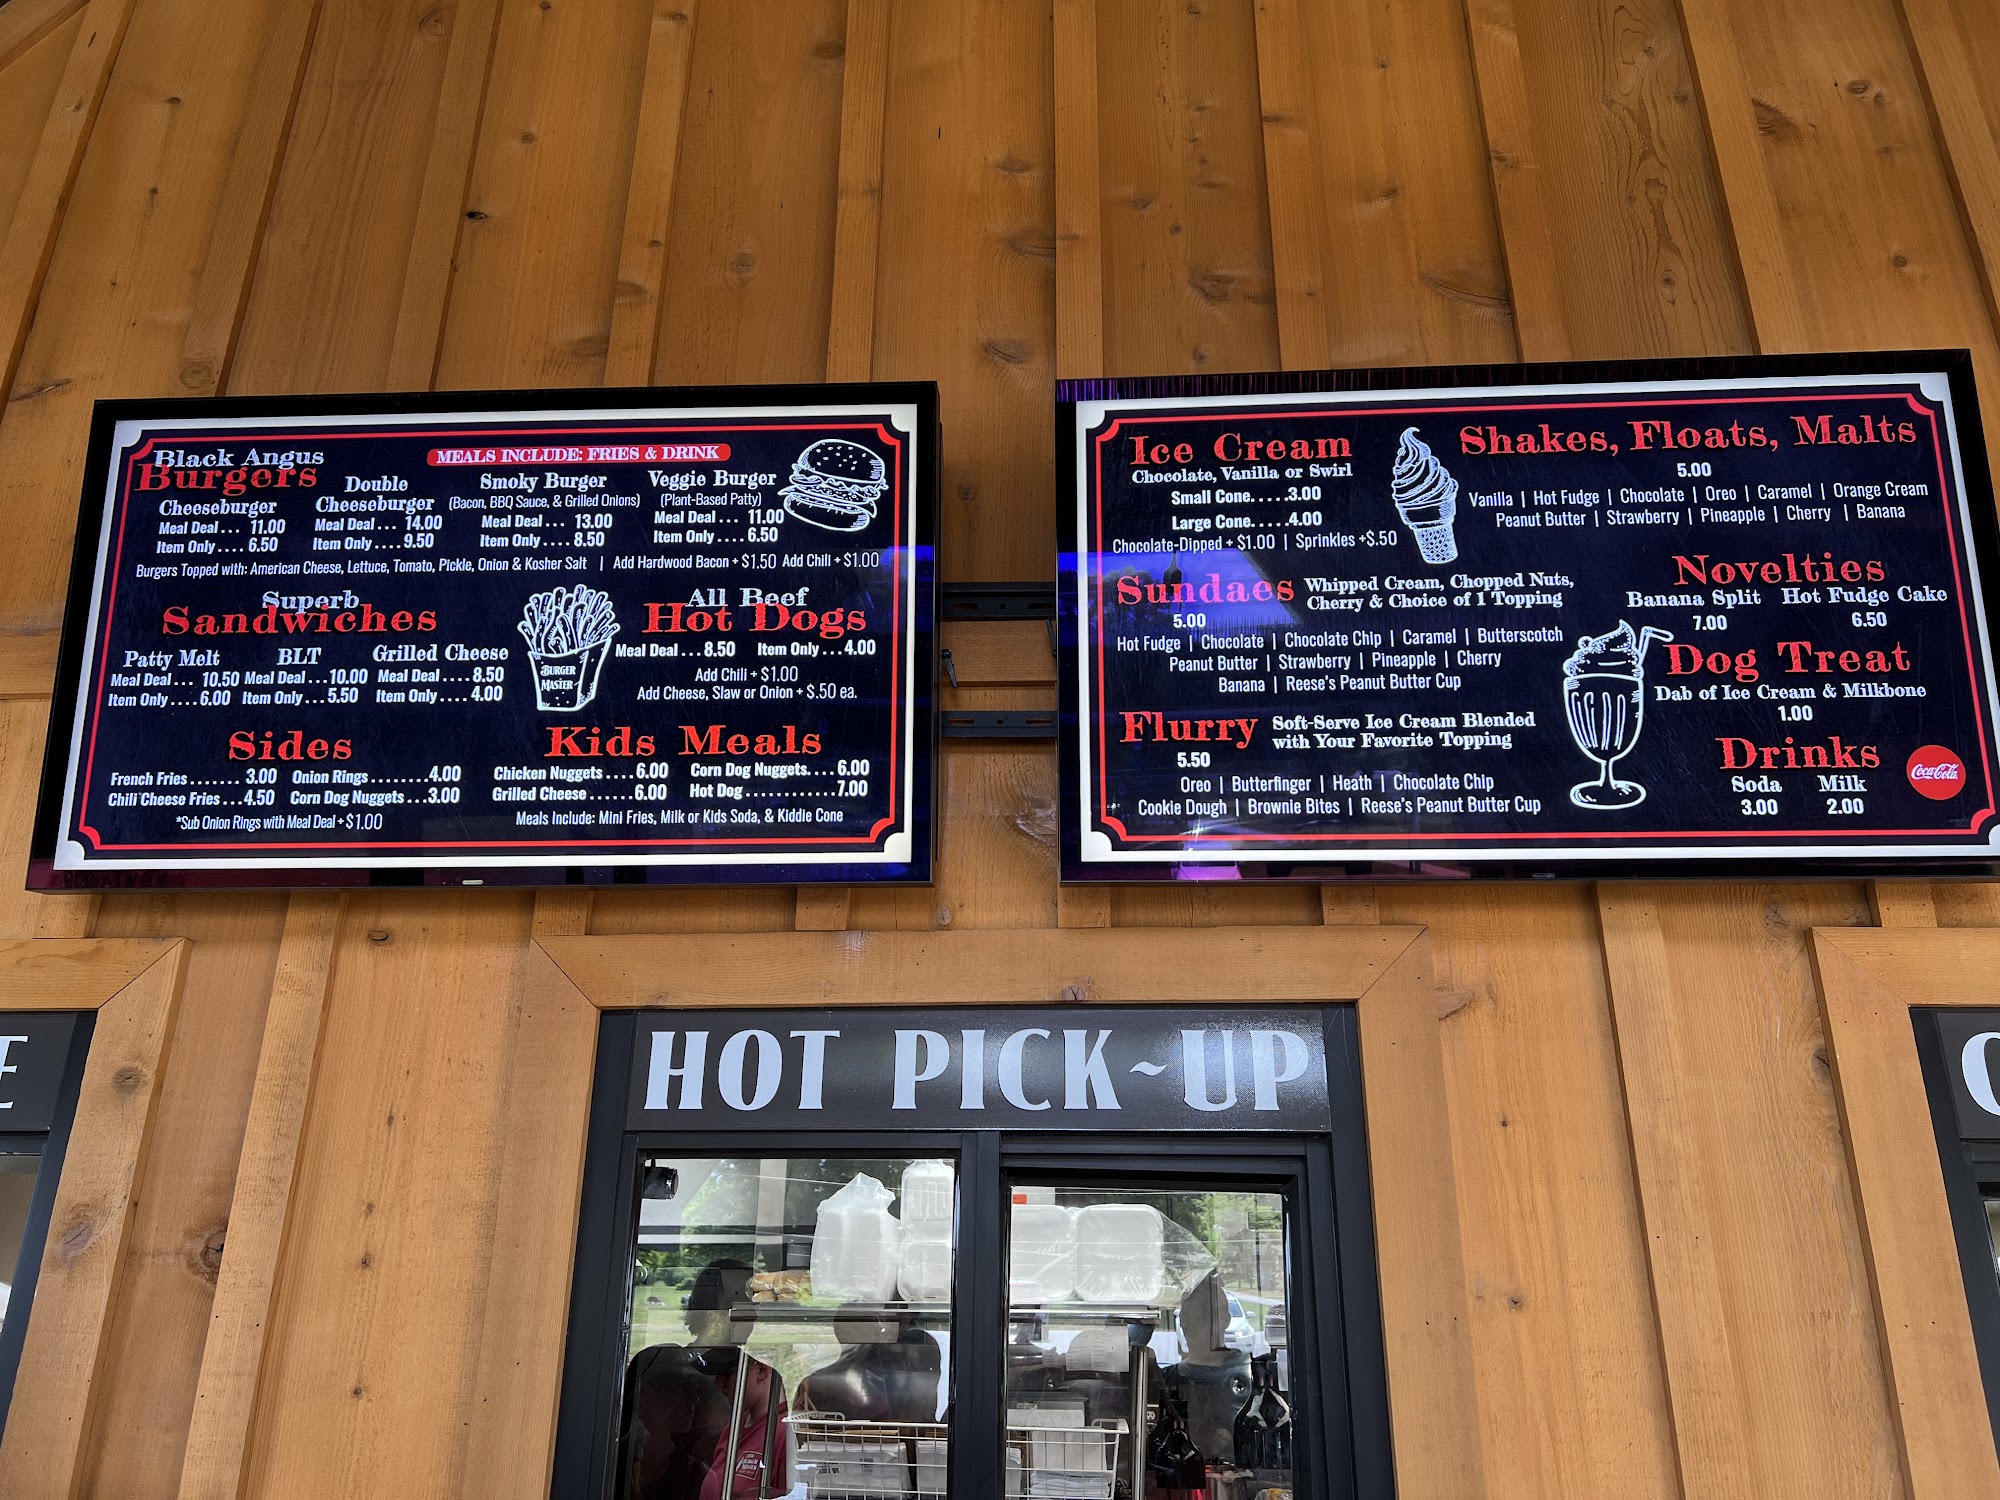 Black Angus
Burgers
MEALS INCLUDE: FRIES & DRINK
Cheeseburger
Meal Deal . . . 11.00
Item Only . . . . 6.50
Double
Cheeseburger
Meal Deal . . . 14.00
Item Only . . . . 9.50
Smoky Burger
(Bacon, BBQ Sauce, & Grilled Onions)
Meal Deal . . . 13.00
Item Only . . . . 8.50
Veggie Burger
(Plant-Based Patty)
Meal Deal . . . 11.00
Item Only . . . . 6.50
Burgers Topped with: American Cheese, Lettuce, Tomato, Pickle, Onion & Kosher Salt | Add Hardwood Bacon + $1.50 Add Chili + $1.00
Superb
Sandwiches
Patty Melt
Meal Deal . . . 10.50
Item Only . . . . 6.00
BLT
Meal Deal . . . 10.00
Item Only . . . 5.50
Grilled Cheese
Meal Deal . . . . 8.50
Item Only . . . . 4.00
BURGER
MASTER
All Beef
Hot Dogs
Meal Deal . . . 8.50 Item Only . . . 4.00
Add Chili + $1.00
Add Cheese, Slaw or Onion + $.50 ea.
Sides
French Fries . . . . . . . 3.00 Onion Rings . . . . . . . . 4.00
Chili Cheese Fries . . . 4.50 Corn Dog Nuggets . . . 3.00
*Sub Onion Rings with Meal Deal + $1.00
Kids Meals
Chicken Nuggets . . . . 6.00 Corn Dog Nuggets. . . . 6.00
Grilled Cheese . . . . . . 6.00 Hot Dog . . . . . . . . . . . . 7.00
Meals Include: Mini Fries, Milk or Kids Soda, & Kiddie Cone
Ice Cream
Chocolate, Vanilla or Swirl
Small Cone. . . . . 3.00
Large Cone. . . . . 4.00
Chocolate-Dipped + $1.00 | Sprinkles +$.50
Shakes, Floats, Malts
5.00
Vanilla | Hot Fudge | Chocolate | Oreo | Caramel | Orange Cream
Peanut Butter | Strawberry | Pineapple | Cherry | Banana
Sundaes
Whipped Cream, Chopped Nuts,
Cherry & Choice of 1 Topping
5.00
Hot Fudge | Chocolate | Chocolate Chip | Caramel | Butterscotch
Peanut Butter | Strawberry | Pineapple | Cherry
Banana | Reese's Peanut Butter Cup
Novelties
Banana Split Hot Fudge Cake
7.00 6.50
Dog Treat
Dab of Ice Cream & Milkbone
1.00
Flurry
Soft-Serve Ice Cream Blended
with Your Favorite Topping
5.50
Oreo | Butterfinger | Heath | Chocolate Chip
Cookie Dough | Brownie Bites | Reese's Peanut Butter Cup
Drinks
Soda Milk
3.00 2.00
Coca-Cola
HOT PICK-UP